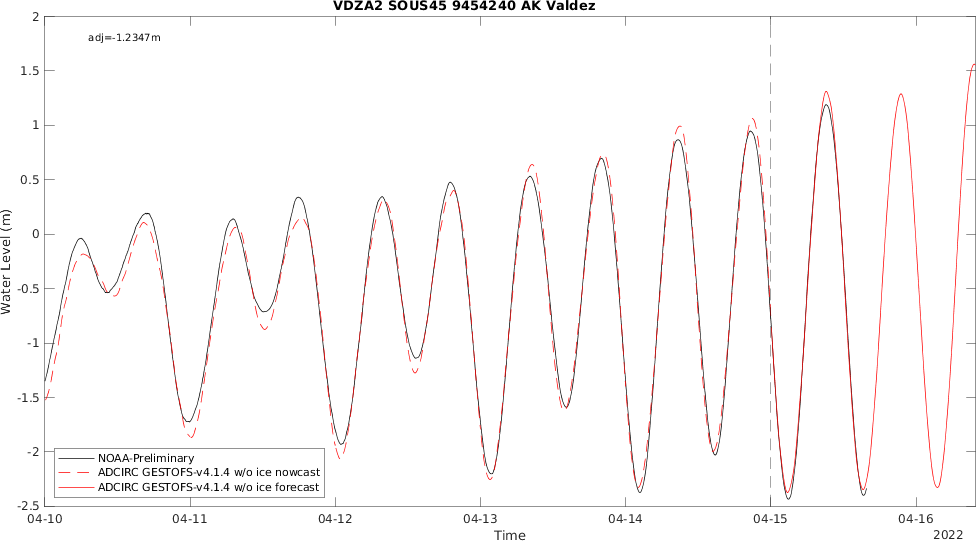 VDZA2 SOUS45 9454240 AK Valdez
adj=-1.2347m
2
1.5
1
0.5
0
-0.5
-1
-1.5
-2
-2.5
Water Level (m)
NOAA-Preliminary
ADCIRC GESTOFS-v4.1.4 w/o ice nowcast
ADCIRC GESTOFS-v4.1.4 w/o ice forecast
04-10 04-11 04-12 04-13 04-14 04-15 04-16
Time
2022